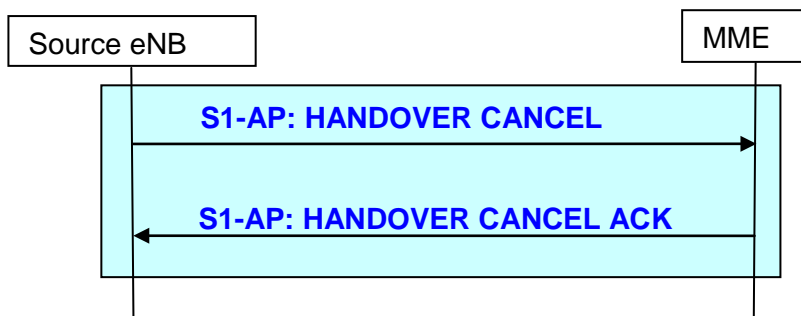 Source eNB
MME
S1-AP: HANDOVER CANCEL
S1-AP: HANDOVER CANCEL ACK